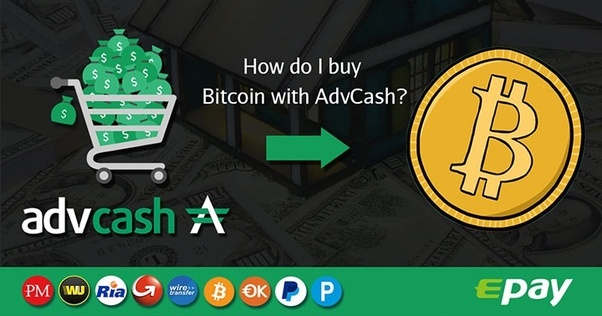 How do I buy
Bitcoin with AdvCash?
advcash
PM WU Ria wire- transfer B OK P P
Epay